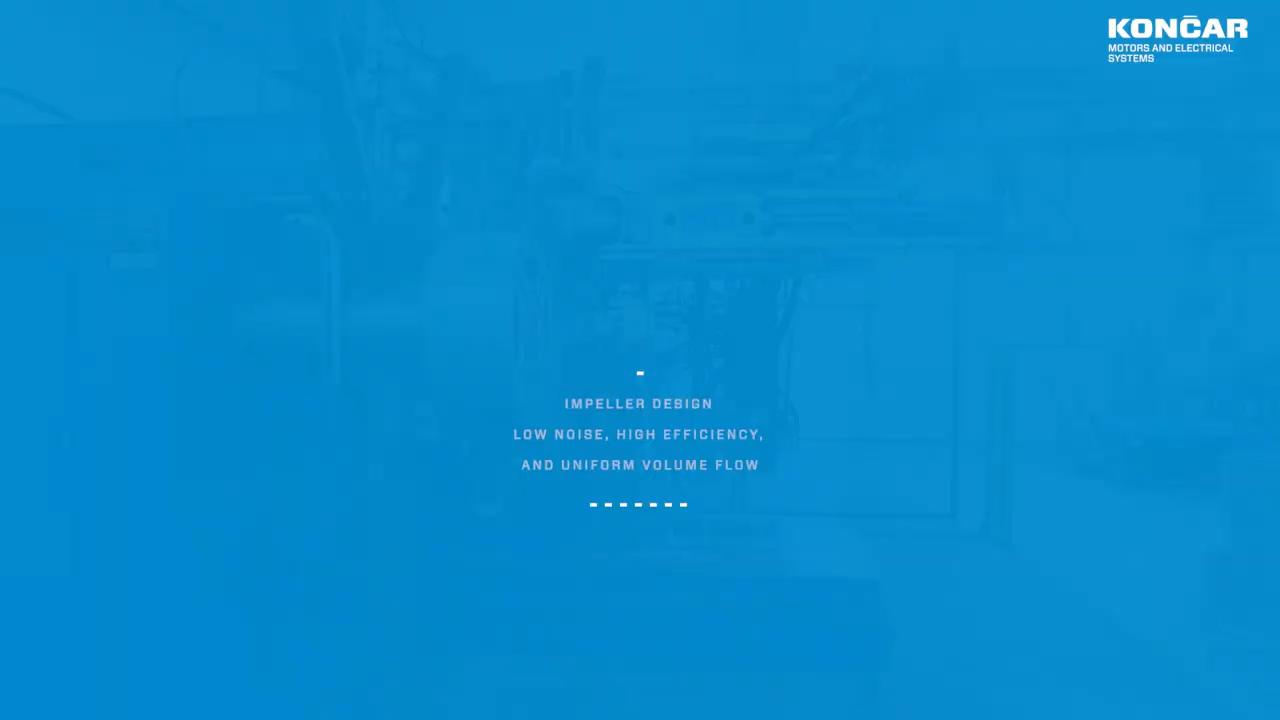 KONČAR
MOTORS AND ELECTRICAL
SYSTEMS
IMPELLER DESIGN
LOW NOISE, HIGH EFFICIENCY,
AND UNIFORM VOLUME FLOW